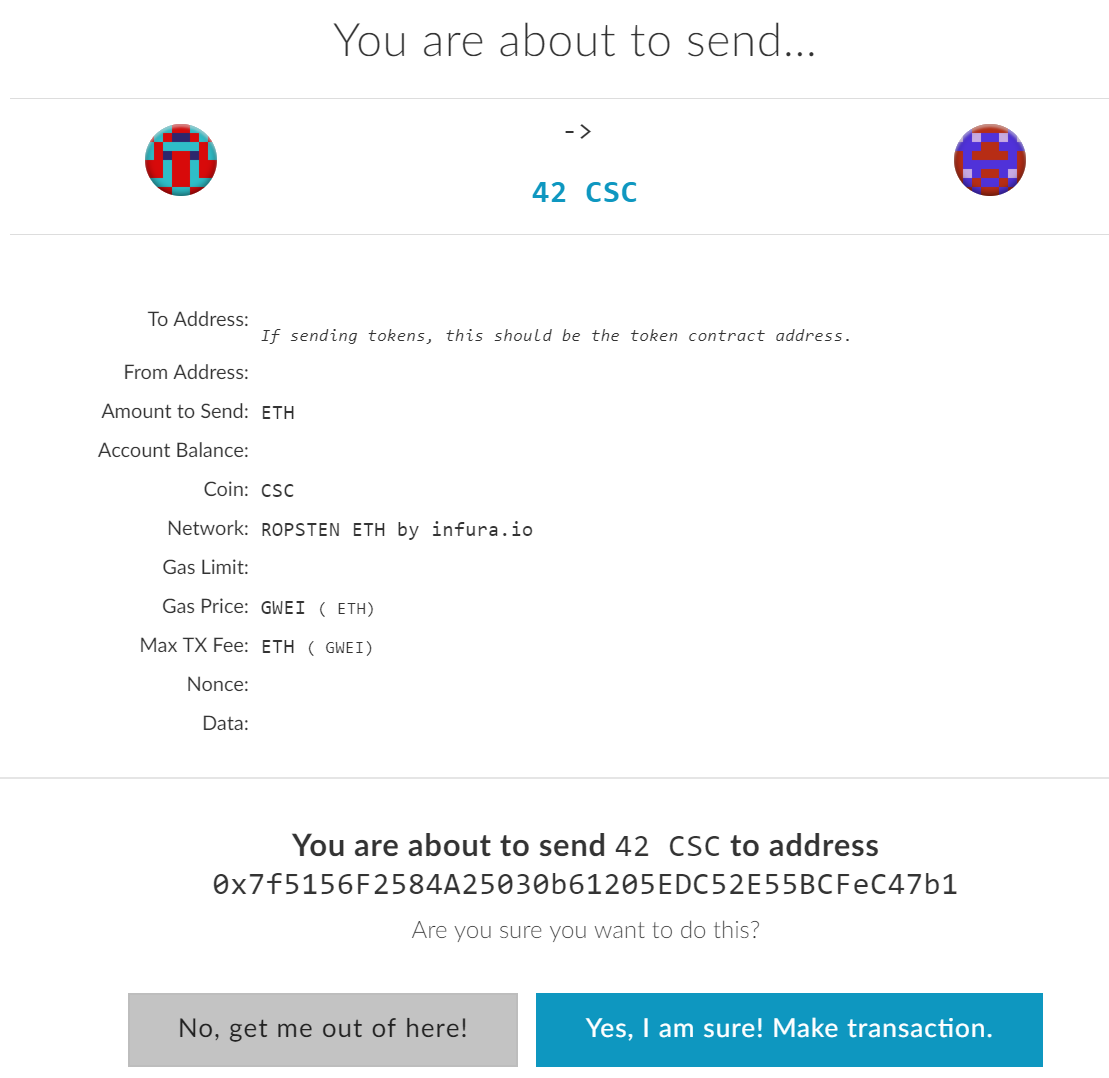 You are about to send...
->
42 CSC
To Address:
If sending tokens, this should be the token contract address.
From Address:
Amount to Send: ETH
Account Balance:
Coin: CSC
Network: ROPSTEN ETH by infura.io
Gas Limit:
Gas Price: GWEI ( ETH)
Max TX Fee: ETH ( GWEI)
Nonce:
Data:
You are about to send 42 CSC to address
0x7f5156F2584A25030b61205EDC52E55BCFeC47b1
Are you sure you want to do this?
No, get me out of here!
Yes, I am sure! Make transaction.